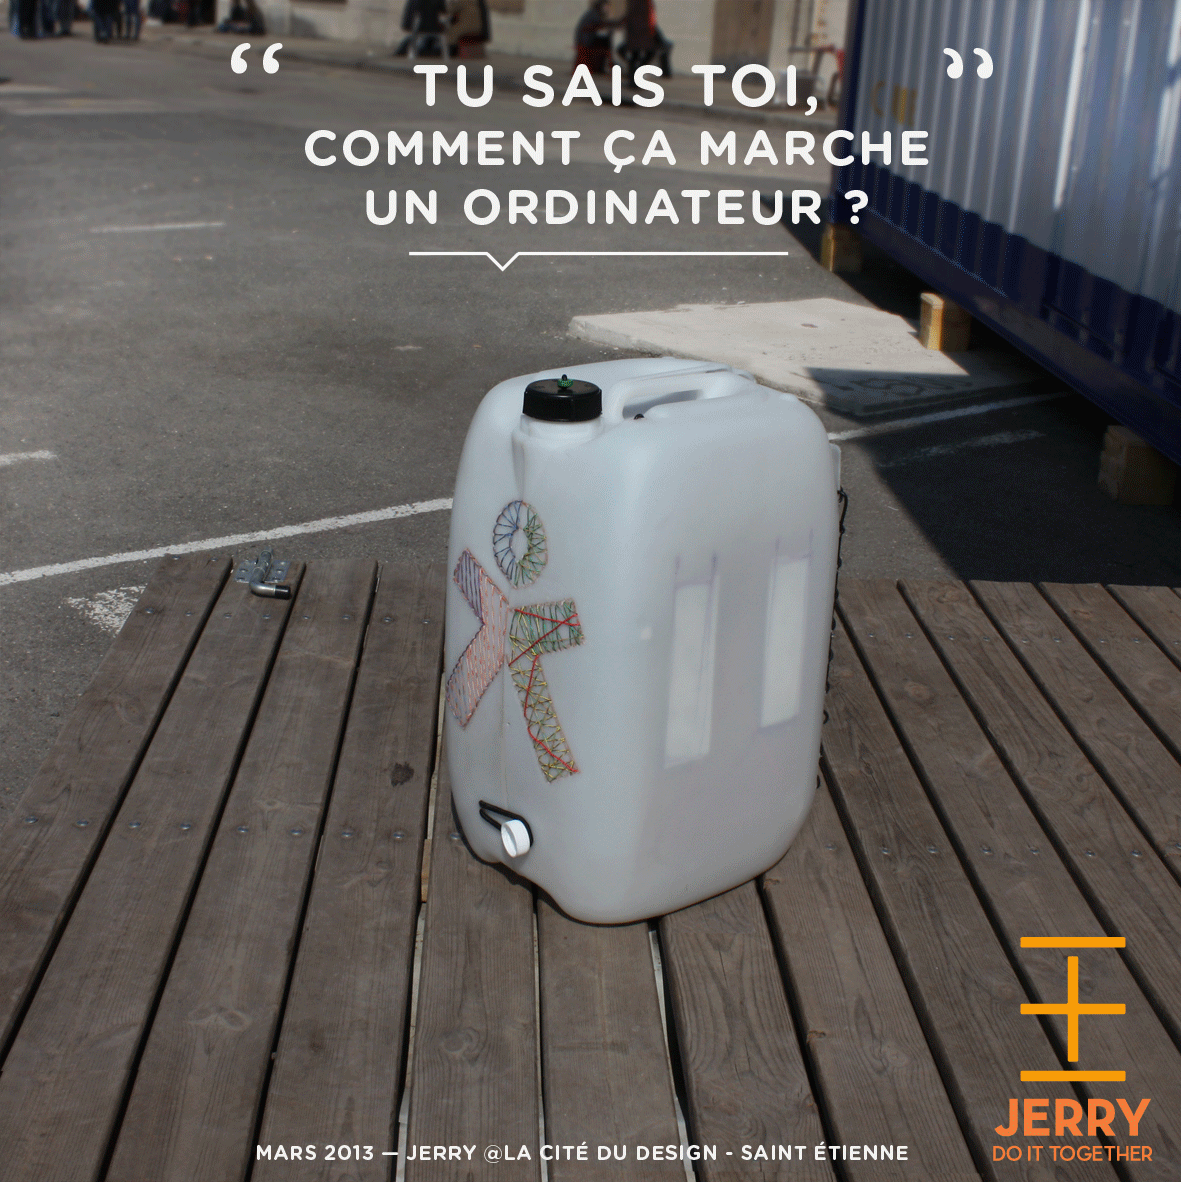 “ TU SAIS TOI, ”
COMMENT ÇA MARCHE
UN ORDINATEUR ?
JERRY
DO IT TOGETHER
MARS 2013 — JERRY @LA CITÉ DU DESIGN - SAINT ÉTIENNE